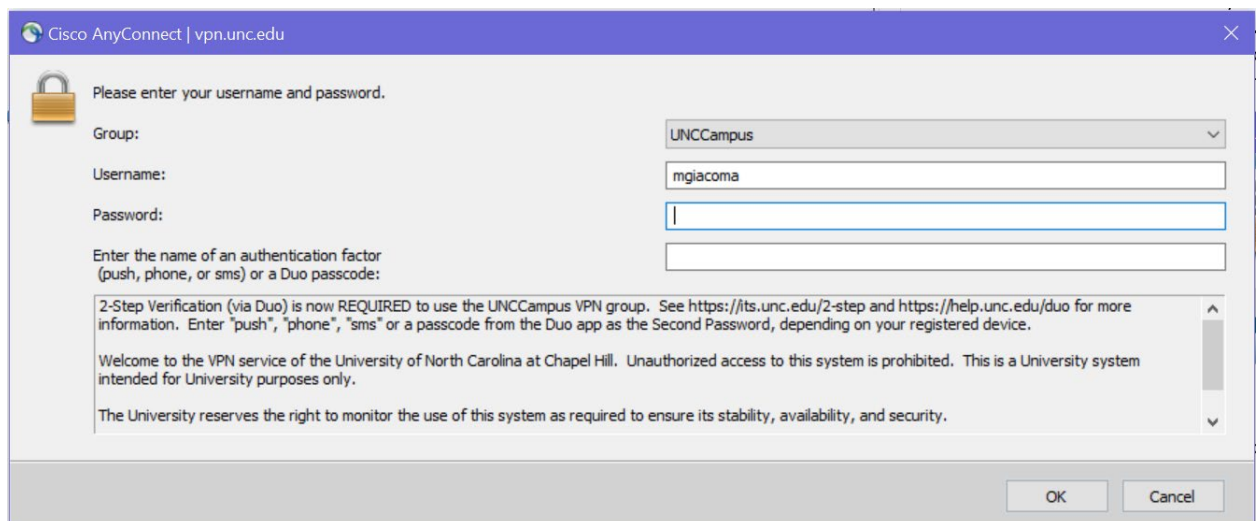 Cisco AnyConnect | vpn.unc.edu
Please enter your username and password.
Group:
UNCCampus
Username:
mgiacoma
Password:
Enter the name of an authentication factor
(push, phone, or sms) or a Duo passcode:
2-Step Verification (via Duo) is now REQUIRED to use the UNCCampus VPN group.  See https://its.unc.edu/2-step and https://help.unc.edu/duo for more
information.  Enter "push", "phone", "sms" or a passcode from the Duo app as the Second Password, depending on your registered device.
Welcome to the VPN service of the University of North Carolina at Chapel Hill.  Unauthorized access to this system is prohibited.  This is a University system
intended for University purposes only.
The University reserves the right to monitor the use of this system as required to ensure its stability, availability, and security.
OK
Cancel